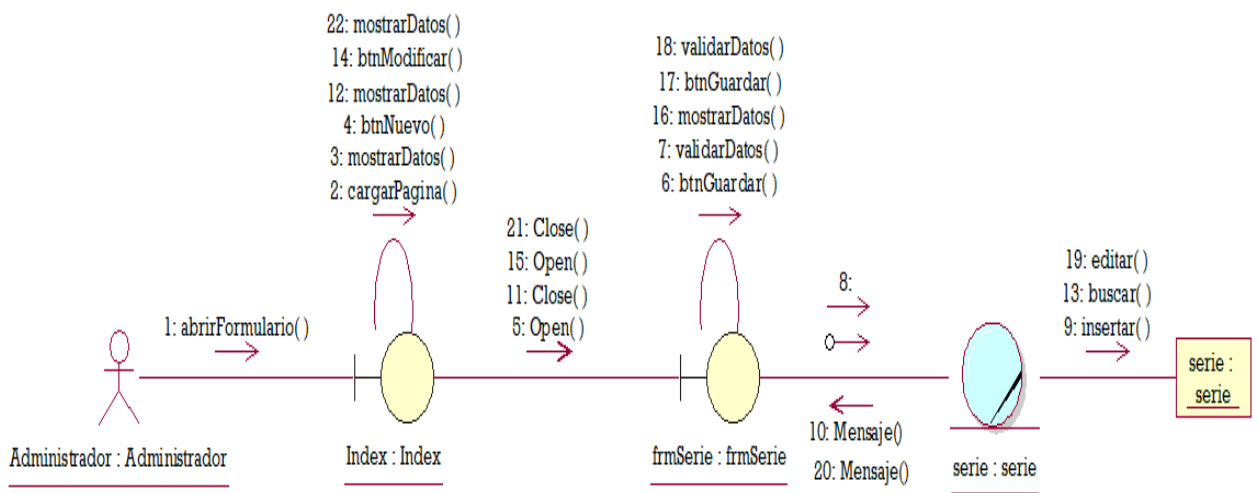 22: mostrarDatos( )
14: btnModificar( )
12: mostrarDatos( )
4: btnNuevo( )
3: mostrarDatos( )
2: cargarPagina( )
18: validarDatos( )
17: btnGuardar( )
16: mostrarDatos( )
7: validarDatos( )
6: btnGuardar( )
21: Close( )
15: Open( )
11: Close( )
5: Open( )
8:
19: editar( )
13: buscar( )
9: insertar( )
1: abrirFormulario( )
serie :
serie
10: Mensaje( )
20: Mensaje( )
Administrador : Administrador
Index : Index
frmSerie : frmSerie
serie : serie